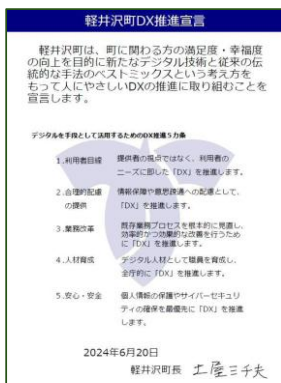 軽井沢町DX推進宣言
軽井沢町は、町に関わる方の満足度・幸福度
の向上を目的に新たなデジタル技術と従来の伝
統的な手法のベストミックスという考え方を
もって人にやさしいDXの推進に取り組むことを
宣言します。
デジタルを手段として活用するためのDX推進５カ条
1.利用者目線 提供者の視点ではなく、利用者の
ニーズに即した「DX」を推進します。
2.合理的配慮 情報保障や意思疎通への配慮として、
の提供 「DX」を推進します。
3.業務改革 既存業務プロセスを根本的に見直し、
効率的かつ効果的な改善を行うため
に「DX」を推進します。
4.人材育成 デジタル人材として職員を育成し、
全庁的に「DX」を推進します。
5.安心・安全 個人情報の保護やサイバーセキュリ
ティの確保を最優先に「DX」を推進
します。
2024年6月20日
軽井沢町長 土屋三千夫